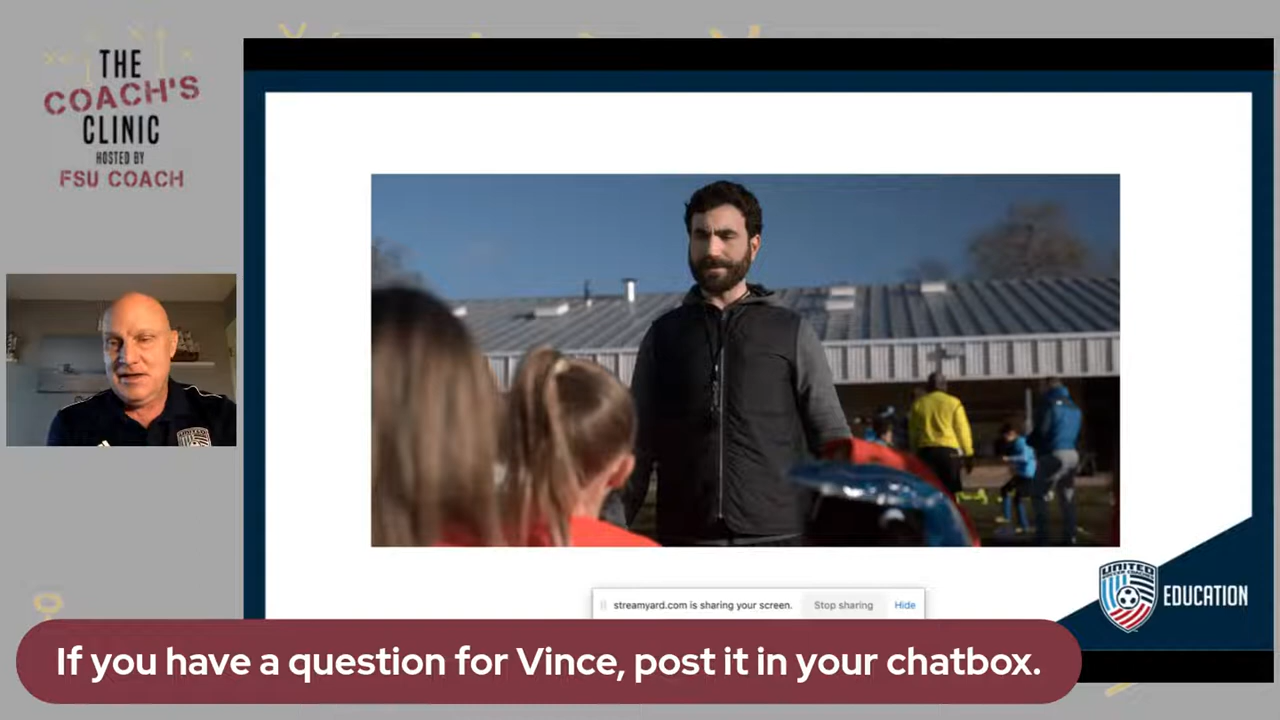 THE
COACH'S
CLINIC
HOSTED BY
FSU COACH
UNITED
EDUCATION
streamyard.com is sharing your screen. Stop sharing Hide
If you have a question for Vince, post it in your chatbox.